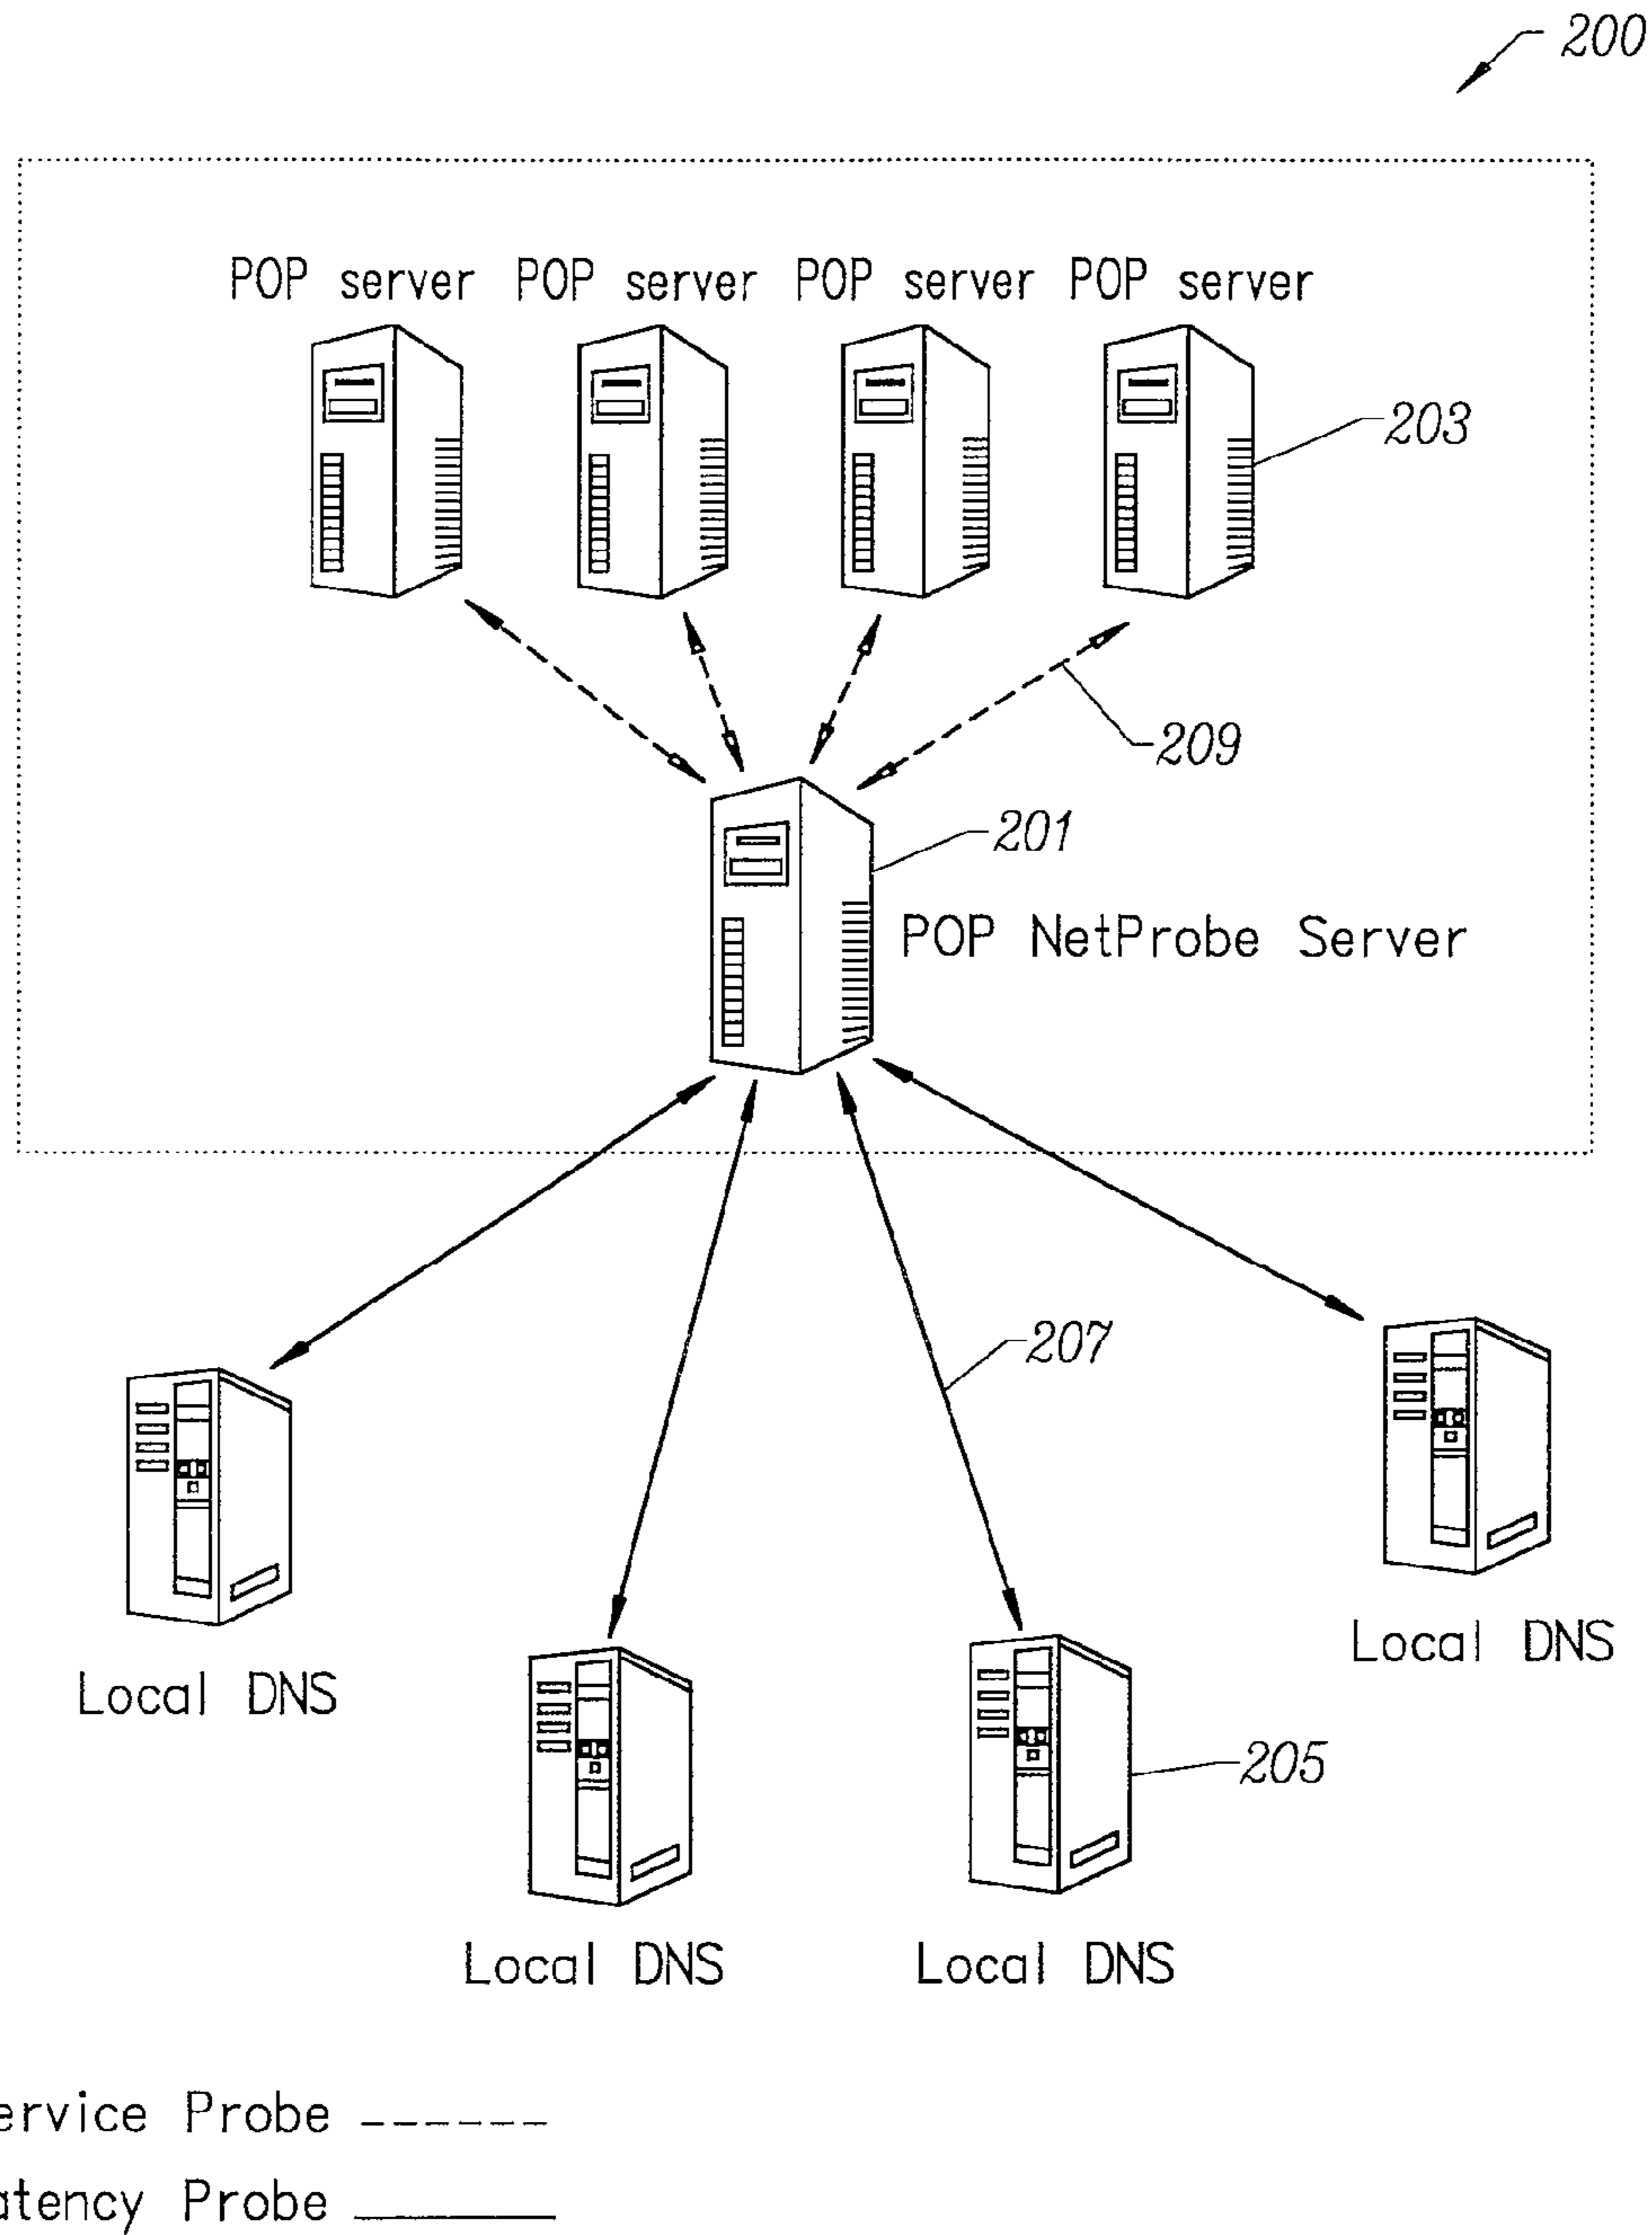 200
POP server POP server POP server POP server
203
209
201
POP NetProbe Server
207
Local DNS
Local DNS
205
Local DNS Local DNS
ervice Probe
atency Probe